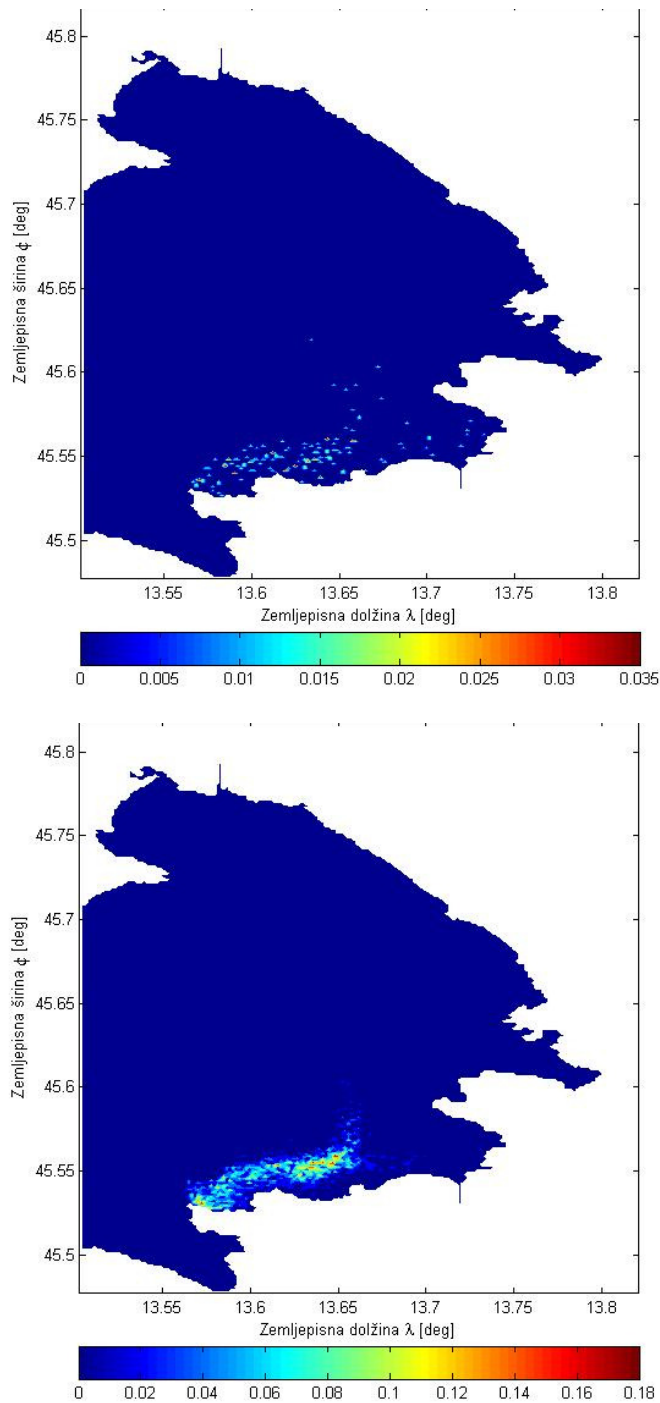 45.8
45.75
45.7
45.65
45.6
45.55
45.5
Zemljepisna širina ϕ [deg]
13.55 13.6 13.65 13.7 13.75 13.8
Zemljepisna dolžina λ [deg]
0 0.005 0.01 0.015 0.02 0.025 0.03 0.035
45.8
45.75
45.7
45.65
45.6
45.55
45.5
Zemljepisna širina ϕ [deg]
13.55 13.6 13.65 13.7 13.75 13.8
Zemljepisna dolžina λ [deg]
0 0.02 0.04 0.06 0.08 0.1 0.12 0.14 0.16 0.18